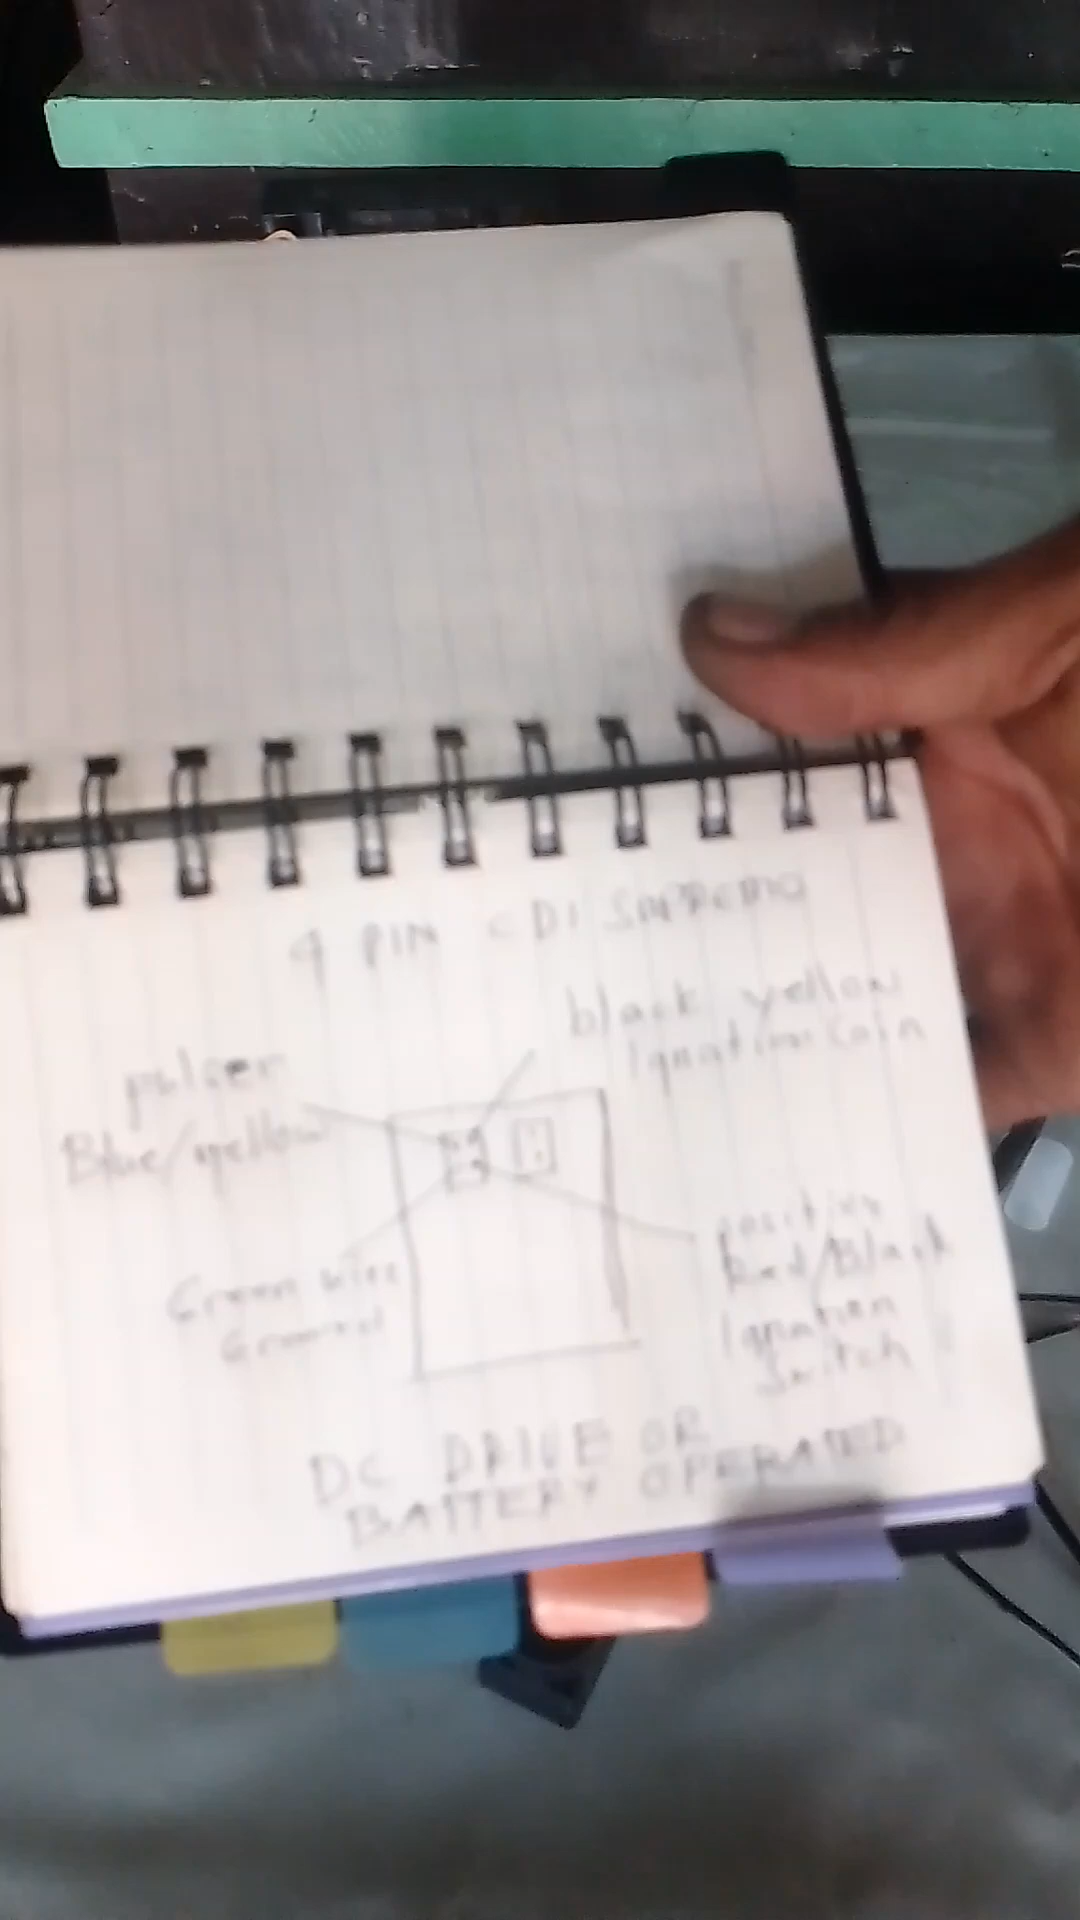 4 PIN CDI SUPREMO
black yellow
Ignation Coin
pulser
Blue/yellow
positive
Red/Black
Ignation
Switch
Green wire
Ground
DC DRIVE OR
BATTERY OPERATED